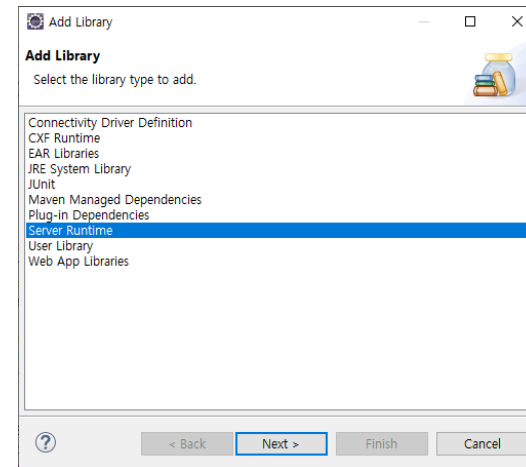 Add Library
Add Library
Select the library type to add.
Connectivity Driver Definition
CXF Runtime
EAR Libraries
JRE System Library
JUnit
Maven Managed Dependencies
Plug-in Dependencies
Server Runtime
User Library
Web App Libraries
?
< Back Next > Finish Cancel